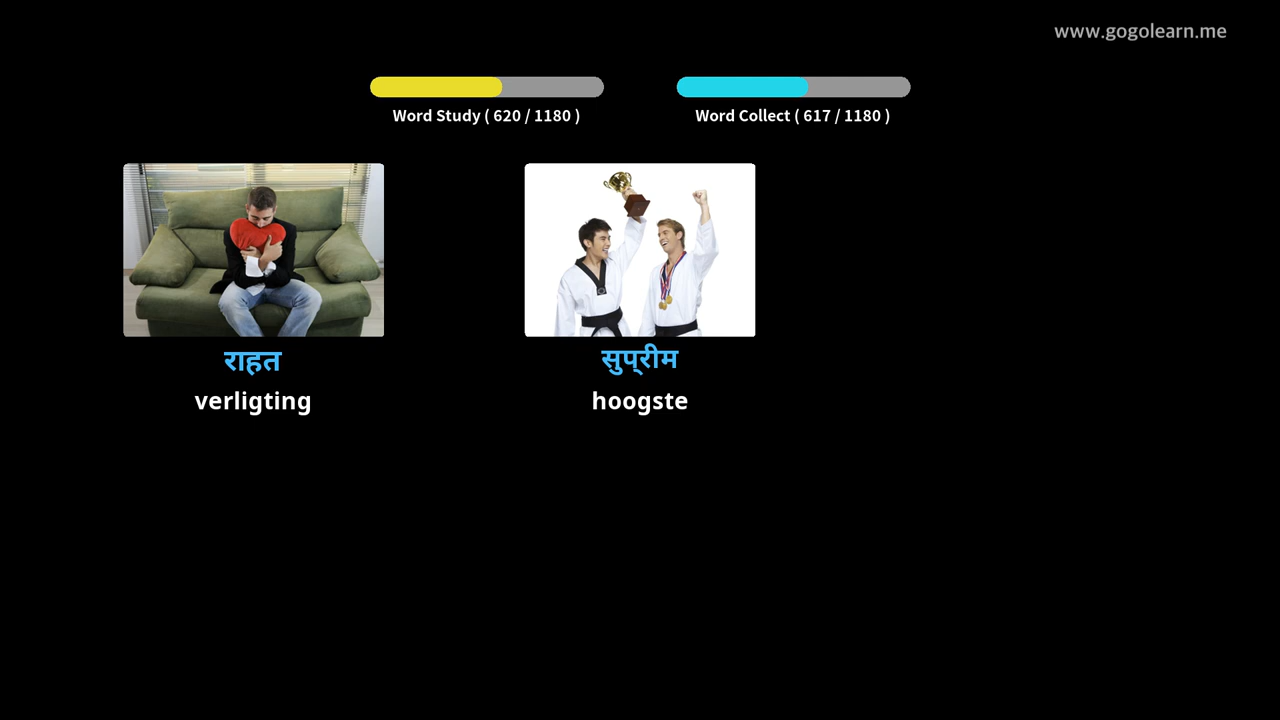 www.gogolearn.me
Word Study ( 620 / 1180 )
Word Collect ( 617 / 1180 )
राहत
सुप्रीम
verligting
hoogste